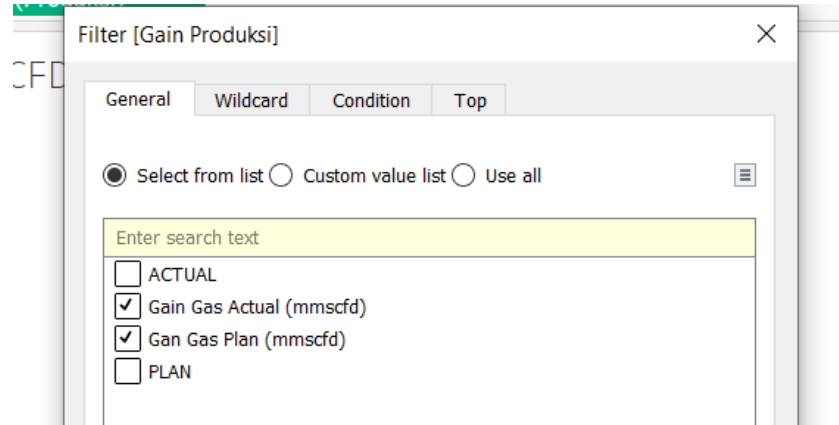 Filter [Gain Produksi]
CFD
General Wildcard Condition Top
Select from list Custom value list Use all
Enter search text
ACTUAL
Gain Gas Actual (mmscfd)
Gan Gas Plan (mmscfd)
PLAN